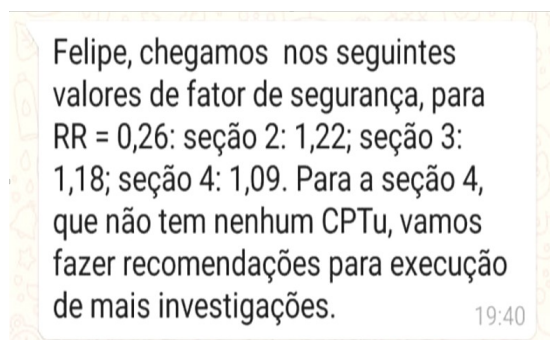 Felipe, chegamos nos seguintes
valores de fator de segurança, para
RR = 0,26: seção 2: 1,22; seção 3:
1,18; seção 4: 1,09. Para a seção 4,
que não tem nenhum CPTu, vamos
fazer recomendações para execução
de mais investigações.
19:40